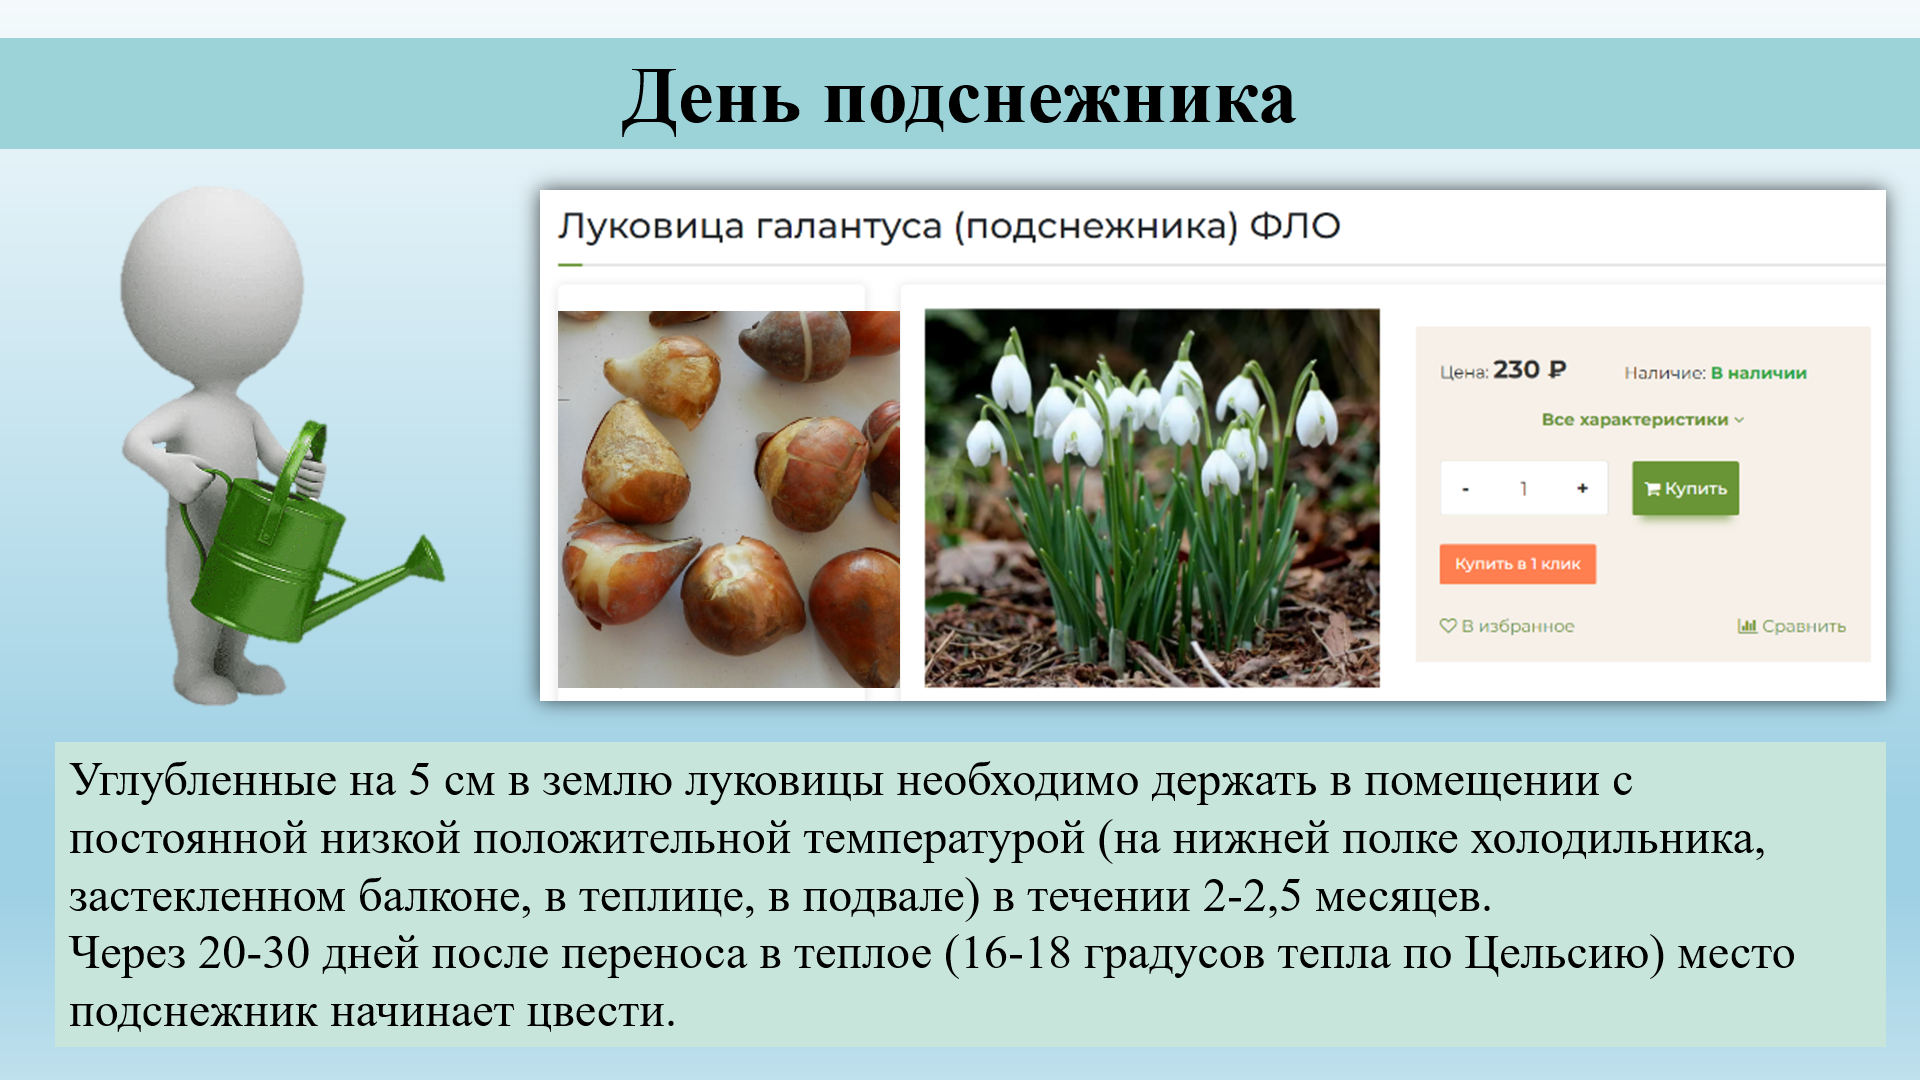 День подснежника
Луковица галантуса (подснежника) ФЛО
Цена: 230 ₽ Наличие: В наличии
Все характеристики
- 1 +
Купить
Купить в 1 клик
В избранное
Сравнить
Углубленные на 5 см в землю луковицы необходимо держать в помещении с
постоянной низкой положительной температурой (на нижней полке холодильника,
застекленном балконе, в теплице, в подвале) в течении 2-2,5 месяцев.
Через 20-30 дней после переноса в теплое (16-18 градусов тепла по Цельсию) место
подснежник начинает цвести.